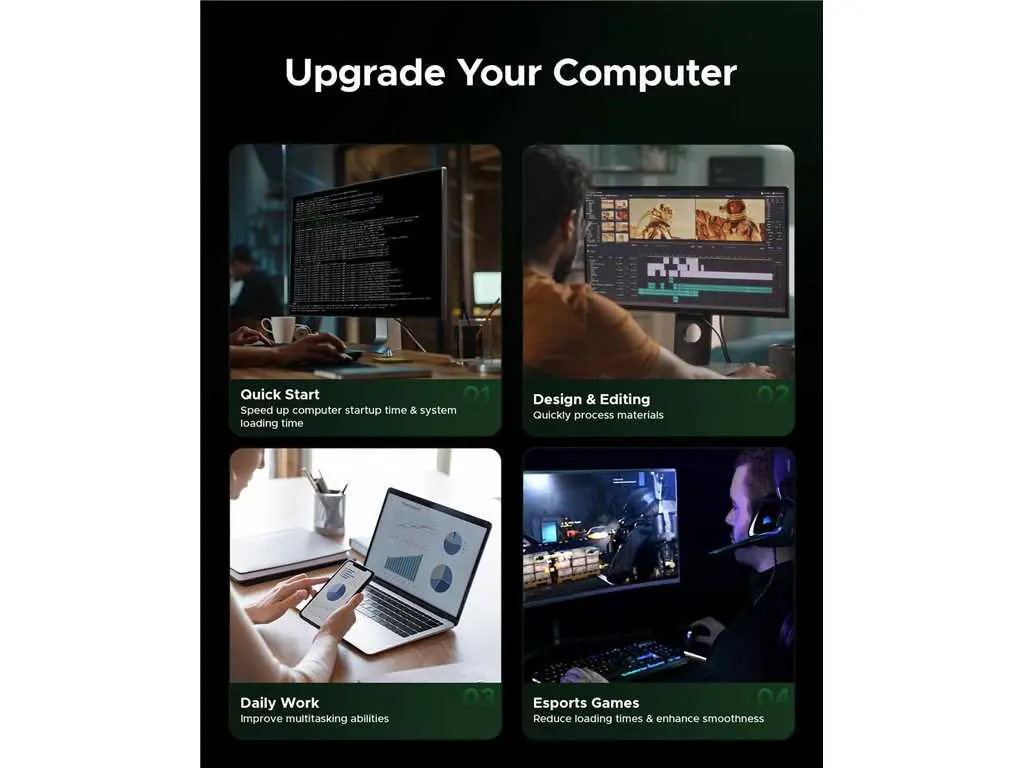 Upgrade Your Computer
01
Quick Start
Speed up computer startup time & system
loading time
02
Design & Editing
Quickly process materials
03
Daily Work
Improve multitasking abilities
04
Esports Games
Reduce loading times & enhance smoothness